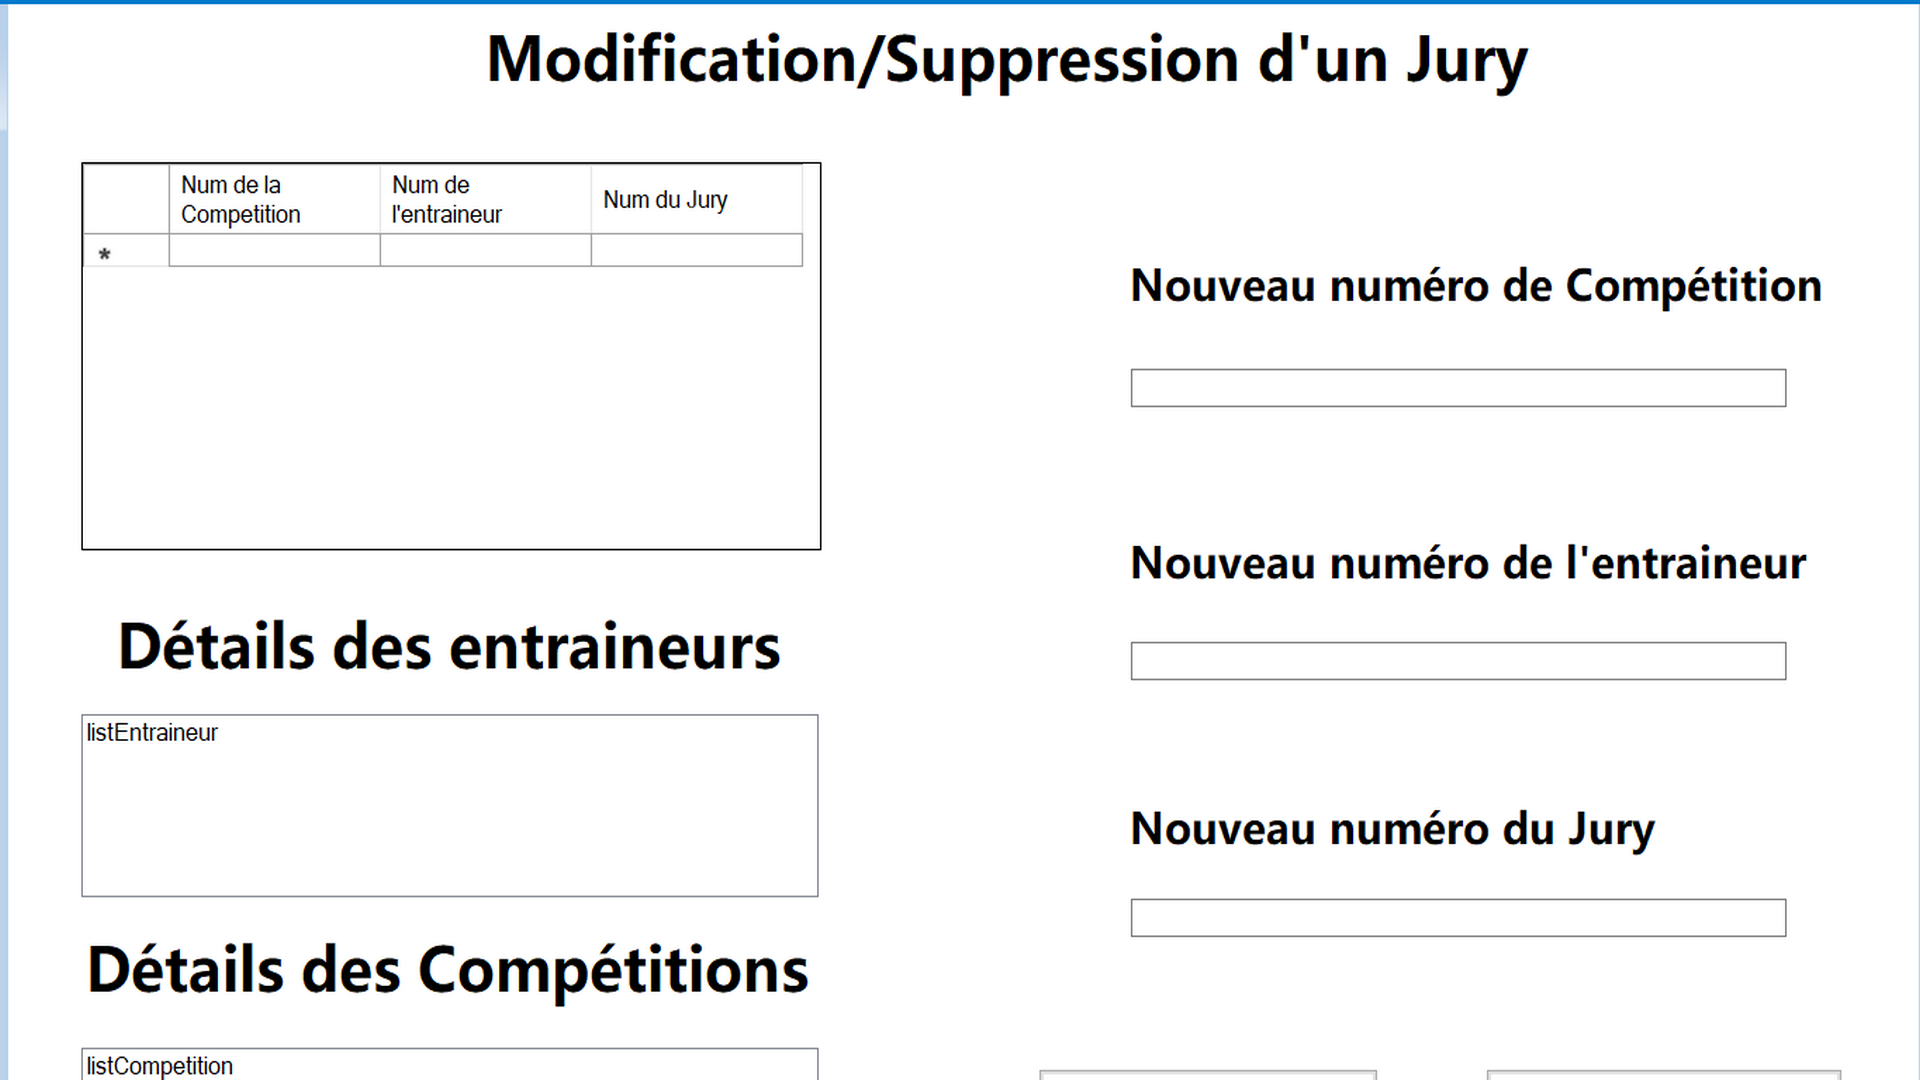 Modification/Suppression d'un Jury
Num de la
Competition
Num de
l'entraineur
Num du Jury
*
Nouveau numéro de Compétition
Nouveau numéro de l'entraineur
Détails des entraineurs
listEntraineur
Nouveau numéro du Jury
Détails des Compétitions
listCompetition